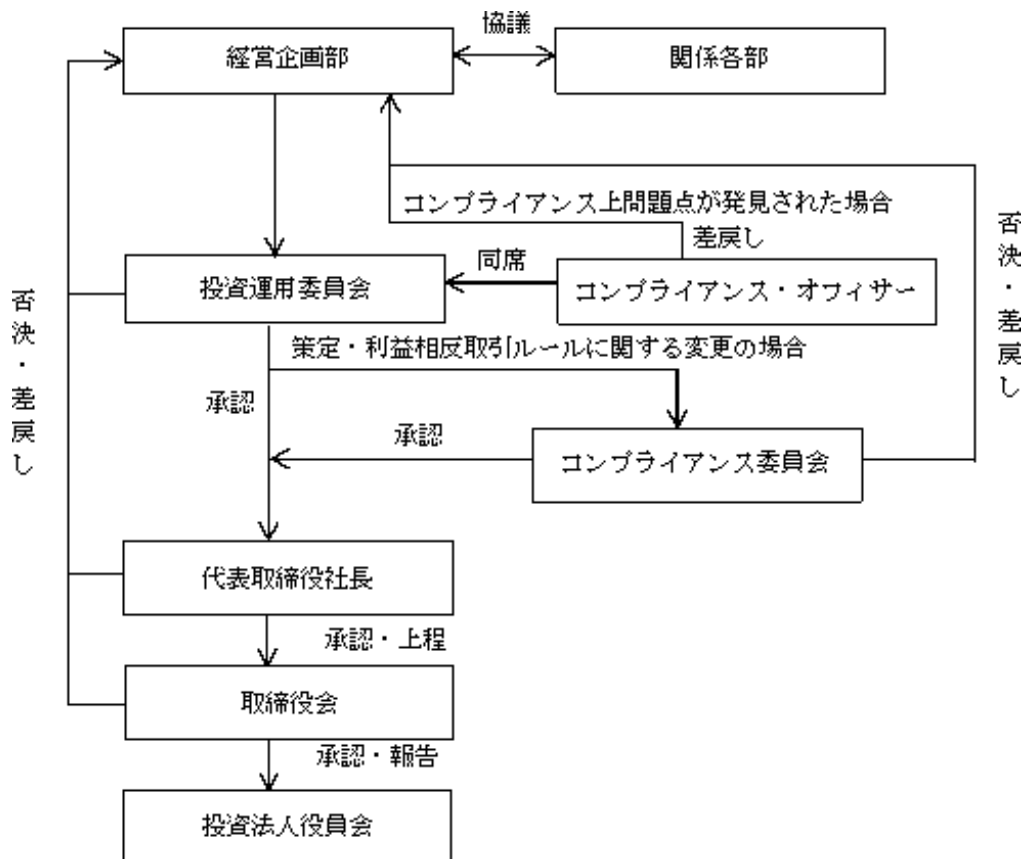 協議
経営企画部
関係各部
コンプライアンス上問題点が発見された場合
差戻し
同席
投資運用委員会
コンプライアンス・オフィサー
否決・差戻し
否決・差戻し
策定・利益相反取引ルールに関する変更の場合
承認
承認
コンプライアンス委員会
代表取締役社長
承認・上程
取締役会
承認・報告
投資法人役員会